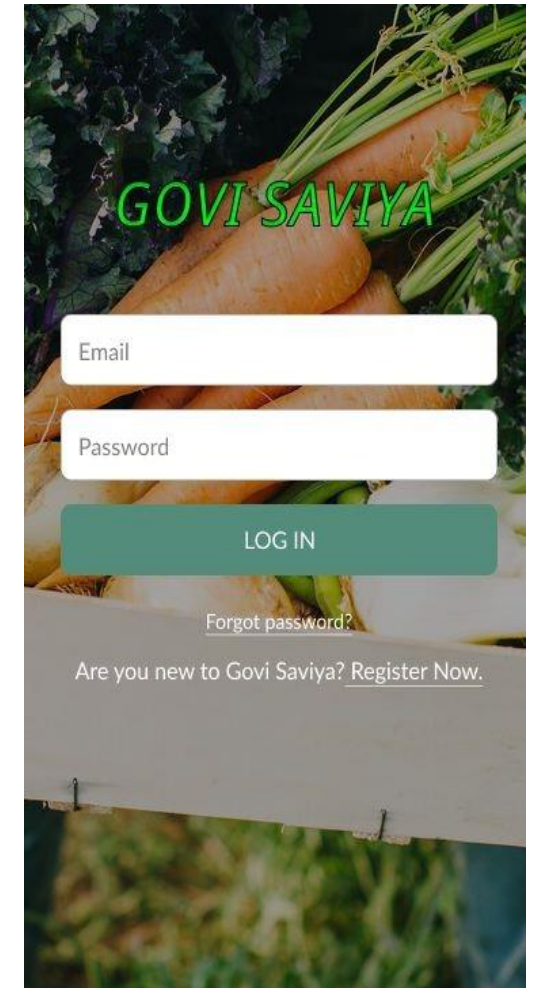 GOVI SAVIYA
Email
Password
LOG IN
Forgot password?
Are you new to Govi Saviya? Register Now.